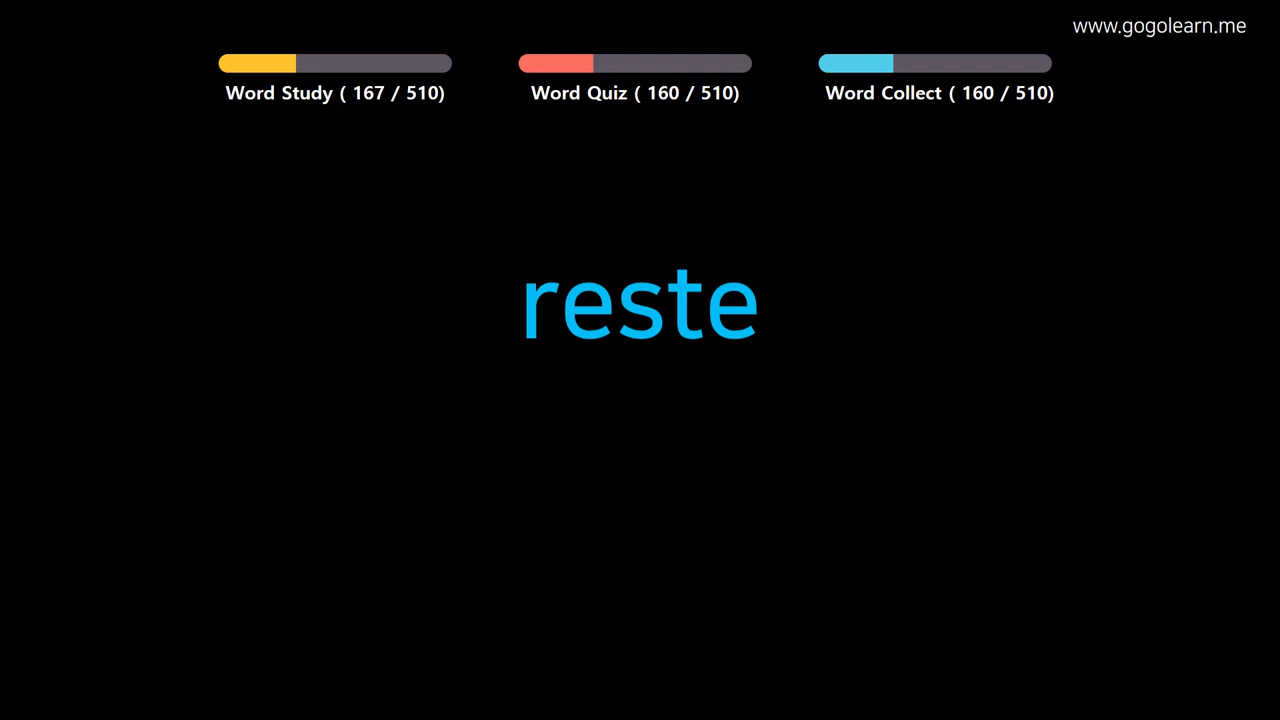 www.gogolearn.me
Word Study ( 167 / 510)
Word Quiz ( 160 / 510)
Word Collect ( 160 / 510)
reste